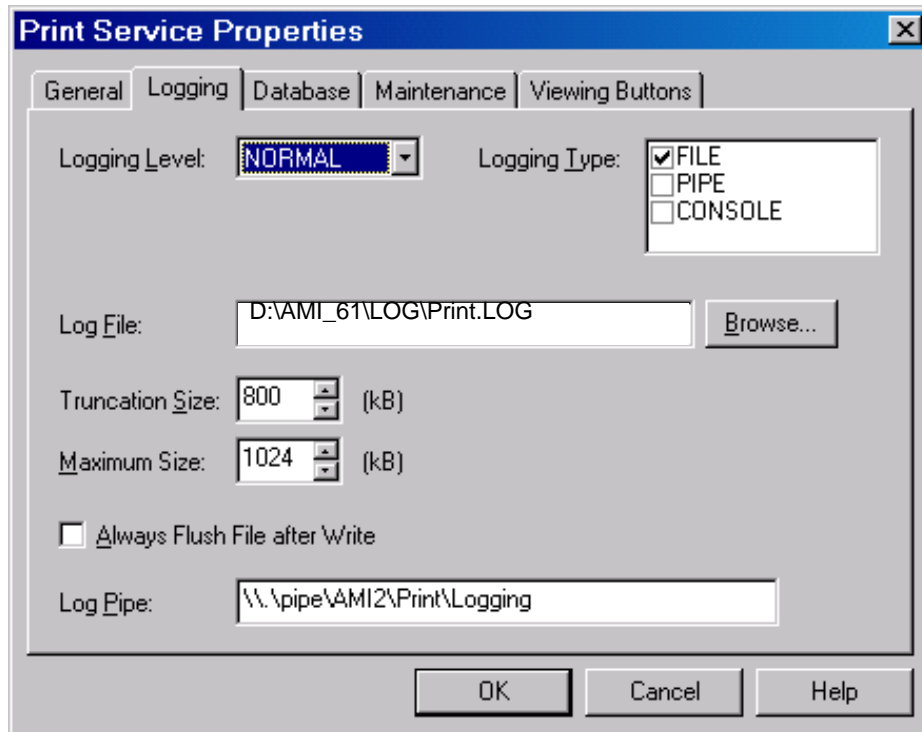 Print Service Properties
General Logging Database Maintenance Viewing Buttons
Logging Level: NORMAL Logging Type: FILE
PIPE
CONSOLE
Log File: D:\AMI_61\LOG\Print.LOG Browse...
Truncation Size: 800 (kB)
Maximum Size: 1024 (kB)
Always Flush File after Write
Log Pipe: \\.\pipe\AMI2\Print\Logging
OK Cancel Help